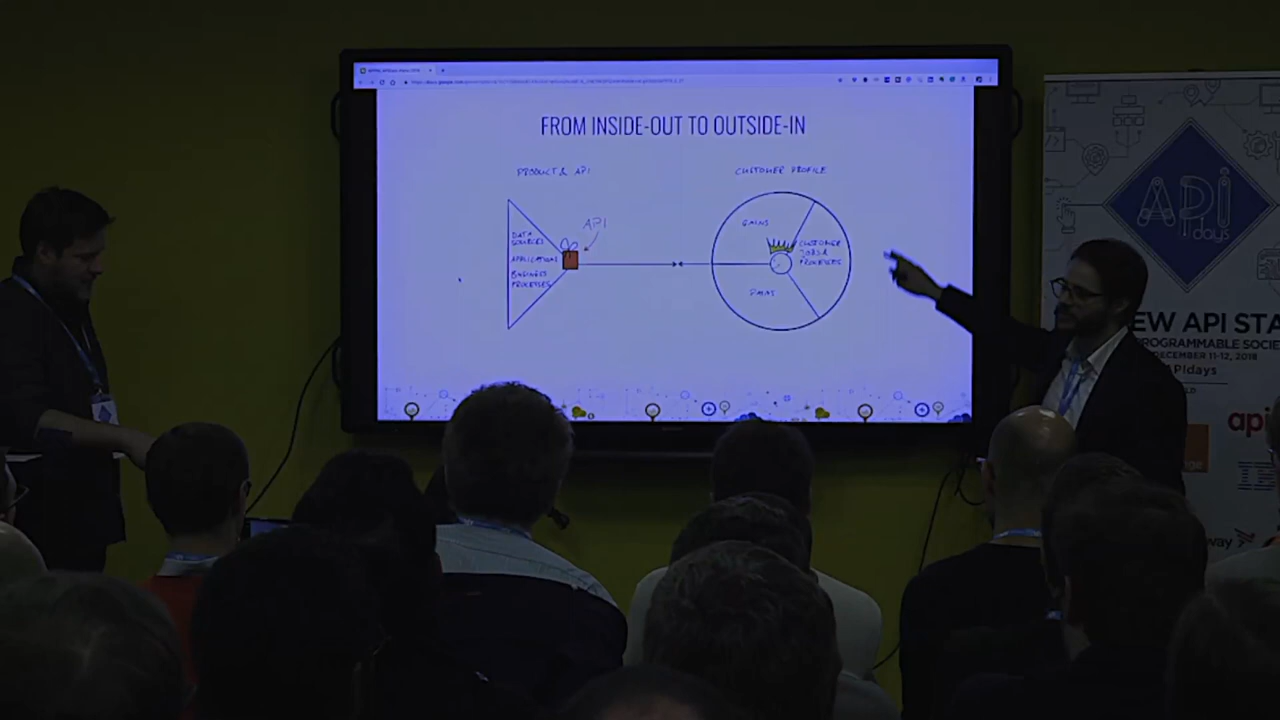 FROM INSIDE-OUT TO OUTSIDE-IN
PRODUCT & API
CUSTOMER PROFILE
API
DATA
SOURCES
APPLICATIONS
BUSINESS
PROCESSES
GAINS
CUSTOMER
JOBS &
PROCESSES
PAINS
API
days
EW API STA
PROGRAMMABLE SOCIE
DECEMBER 11-12, 2018
APIdays
api